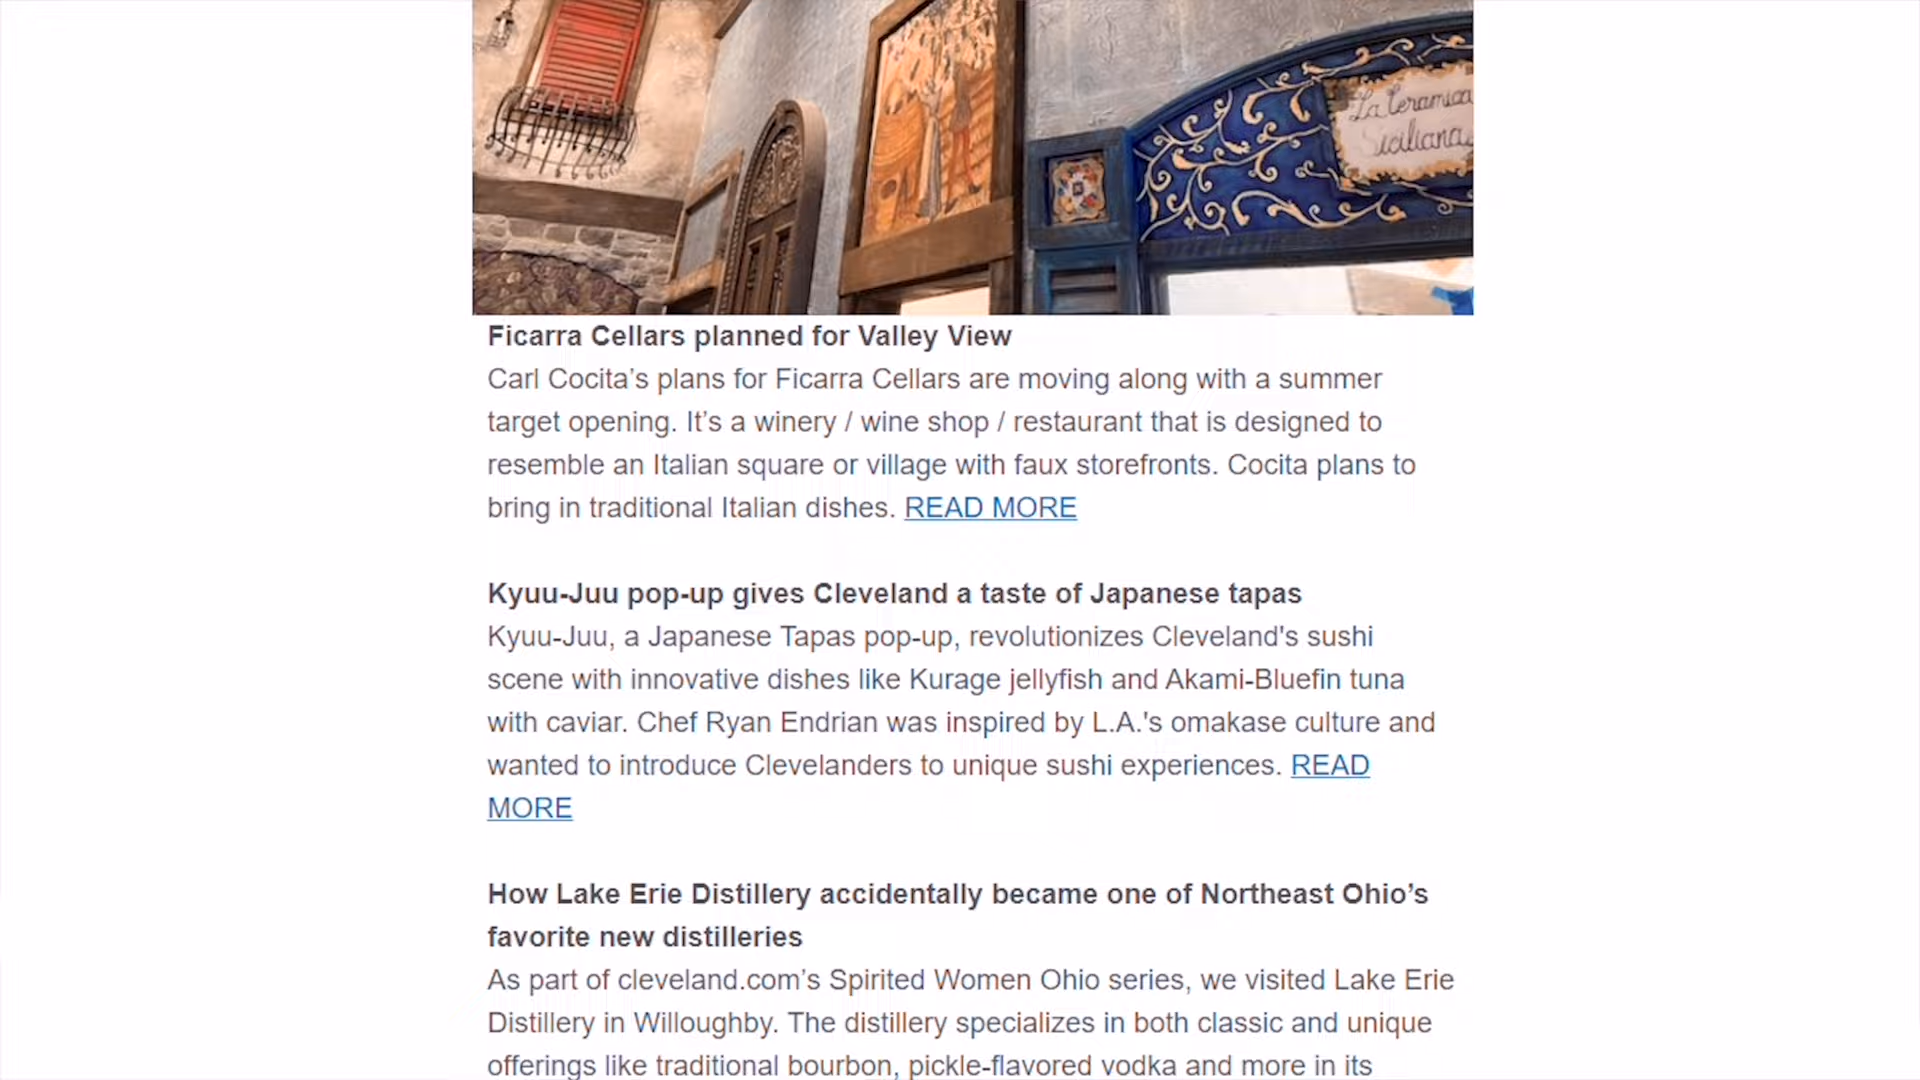 La Ceramica
Siciliana
Ficarra Cellars planned for Valley View
Carl Cocita’s plans for Ficarra Cellars are moving along with a summer
target opening. It’s a winery / wine shop / restaurant that is designed to
resemble an Italian square or village with faux storefronts. Cocita plans to
bring in traditional Italian dishes. READ MORE
Kyuu-Juu pop-up gives Cleveland a taste of Japanese tapas
Kyuu-Juu, a Japanese Tapas pop-up, revolutionizes Cleveland's sushi
scene with innovative dishes like Kurage jellyfish and Akami-Bluefin tuna
with caviar. Chef Ryan Endrian was inspired by L.A.'s omakase culture and
wanted to introduce Clevelanders to unique sushi experiences. READ
MORE
How Lake Erie Distillery accidentally became one of Northeast Ohio’s
favorite new distilleries
As part of cleveland.com’s Spirited Women Ohio series, we visited Lake Erie
Distillery in Willoughby. The distillery specializes in both classic and unique
offerings like traditional bourbon, pickle-flavored vodka and more in its